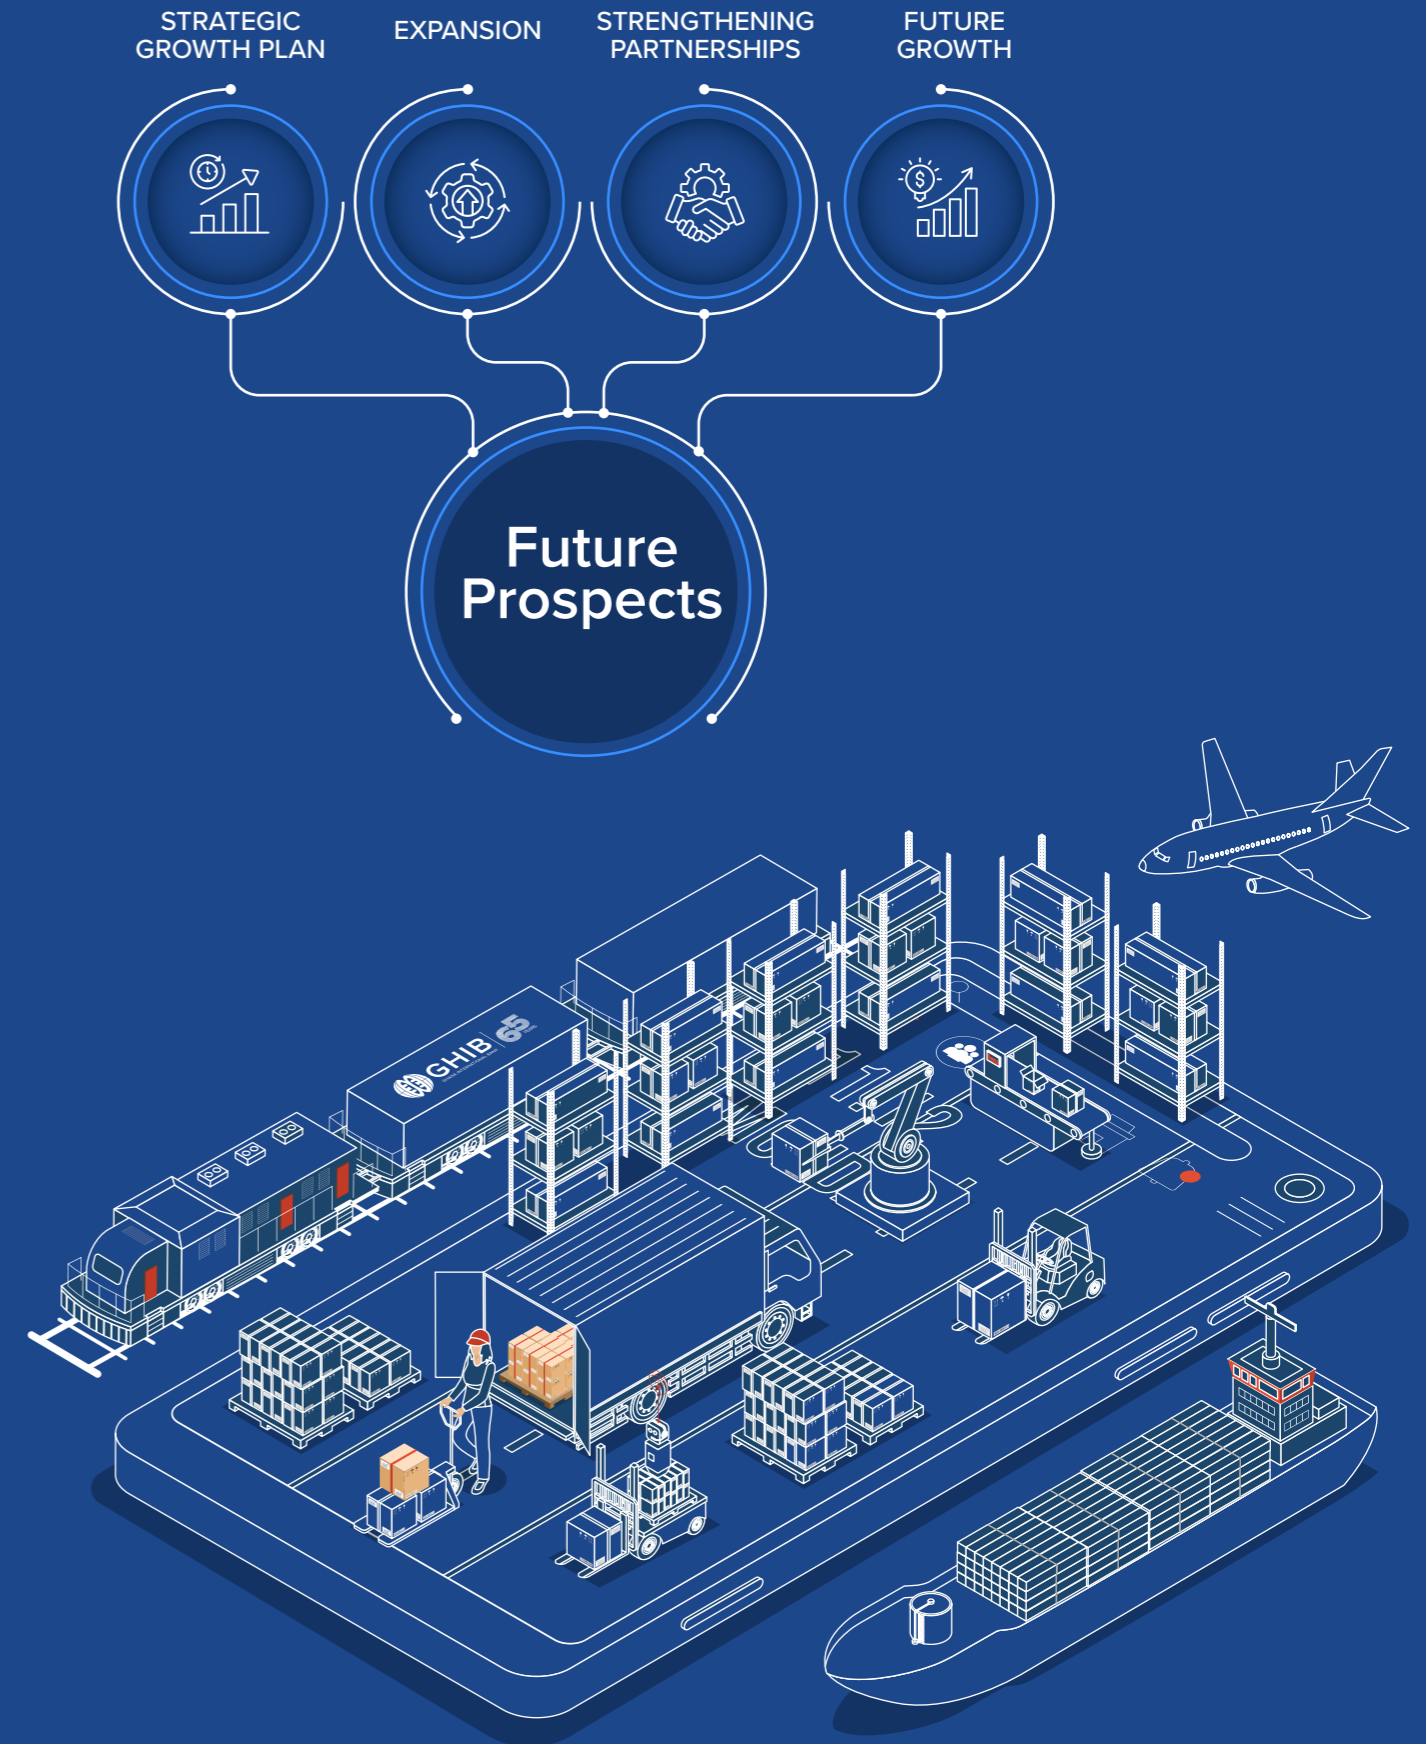 STRATEGIC
GROWTH PLAN
EXPANSION
STRENGTHENING
PARTNERSHIPS
FUTURE
GROWTH
$
Future
Prospects
GHIB
65